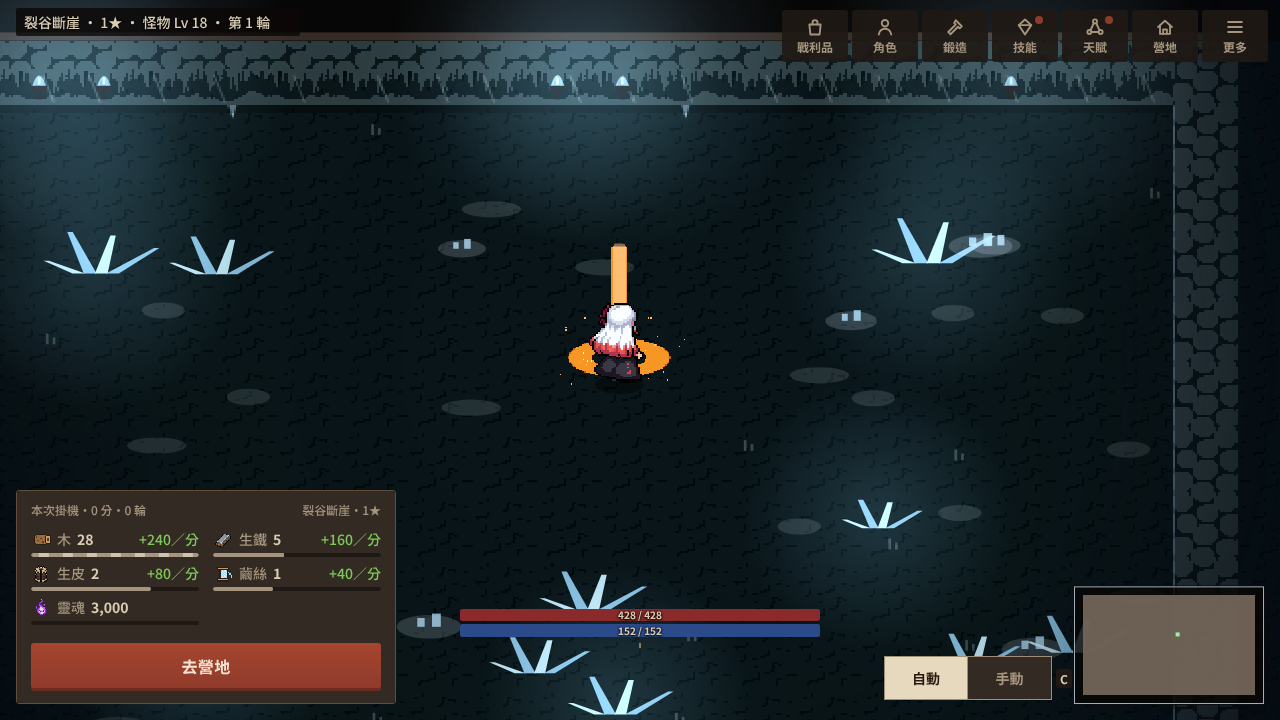 裂谷斷崖 · 1★ · 怪物 Lv 18 · 第 1 輪
戰利品
角色
鍛造
技能
天賦
營地
更多
本次掛機·0 分·0 輪
裂谷斷崖·1★
木 28 +240／分
生鐵 5 +160／分
生皮 2 +80／分
繭絲 1 +40／分
靈魂 3,000
去營地
428 / 428
152 / 152
自動
手動
C